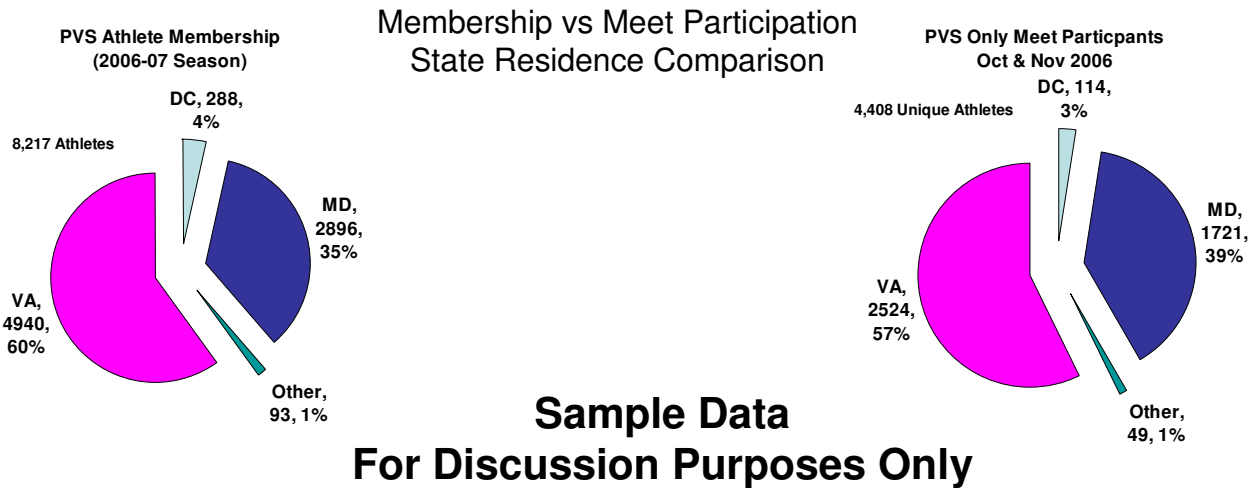 Membership vs Meet Participation
State Residence Comparison
PVS Athlete Membership
(2006-07 Season)
8,217 Athletes
DC, 288,
4%
MD,
2896,
35%
VA,
4940,
60%
Other,
93, 1%
PVS Only Meet Particpants
Oct & Nov 2006
4,408 Unique Athletes
DC, 114,
3%
MD,
1721,
39%
VA,
2524,
57%
Other,
49, 1%
Sample Data
For Discussion Purposes Only